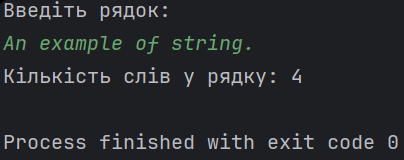 Введіть рядок:
An example of string.
Кількість слів у рядку: 4
Process finished with exit code 0